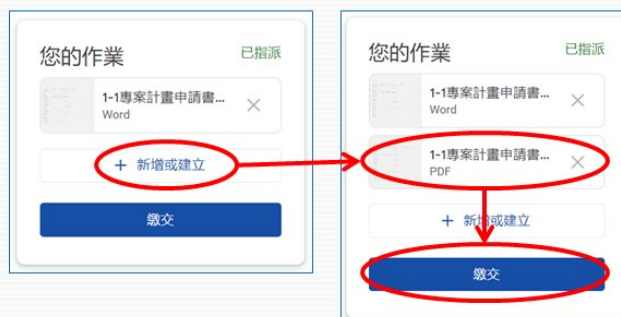 您的作業
已指派
1-1專案計畫申請書...
Word
+ 新增或建立
繳交
您的作業
已指派
1-1專案計畫申請書...
Word
1-1專案計畫申請書...
PDF
+ 新增或建立
繳交